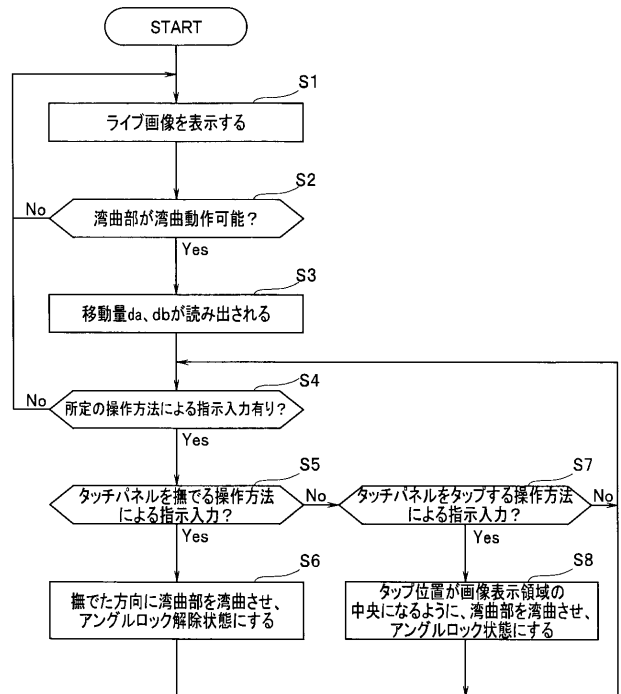 START
S1
ライブ画像を表示する
S2
湾曲部が湾曲動作可能？
No
Yes
S3
移動量da、dbが読み出される
S4
所定の操作方法による指示入力有り？
No
Yes
S5
タッチパネルを撫でる操作方法
による指示入力？
No
Yes
S7
タッチパネルをタップする操作方法
による指示入力？
No
Yes
S6
撫でた方向に湾曲部を湾曲させ、
アングルロック解除状態にする
S8
タップ位置が画像表示領域の
中央になるように、湾曲部を湾曲させ、
アングルロック状態にする